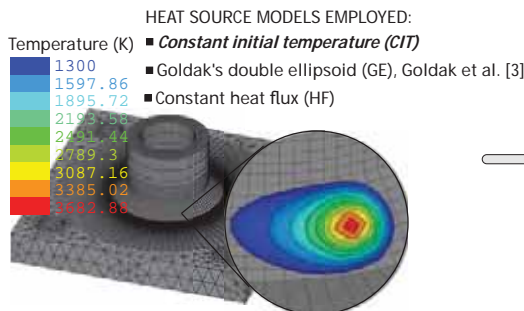 HEAT SOURCE MODELS EMPLOYED:
Temperature (K)
▪ Constant initial temperature (CIT)
▪ Goldak's double ellipsoid (GE), Goldak et al. [3]
▪ Constant heat flux (HF)
1300
1597.86
1895.72
2193.58
2491.44
2789.3
3087.16
3385.02
3682.88